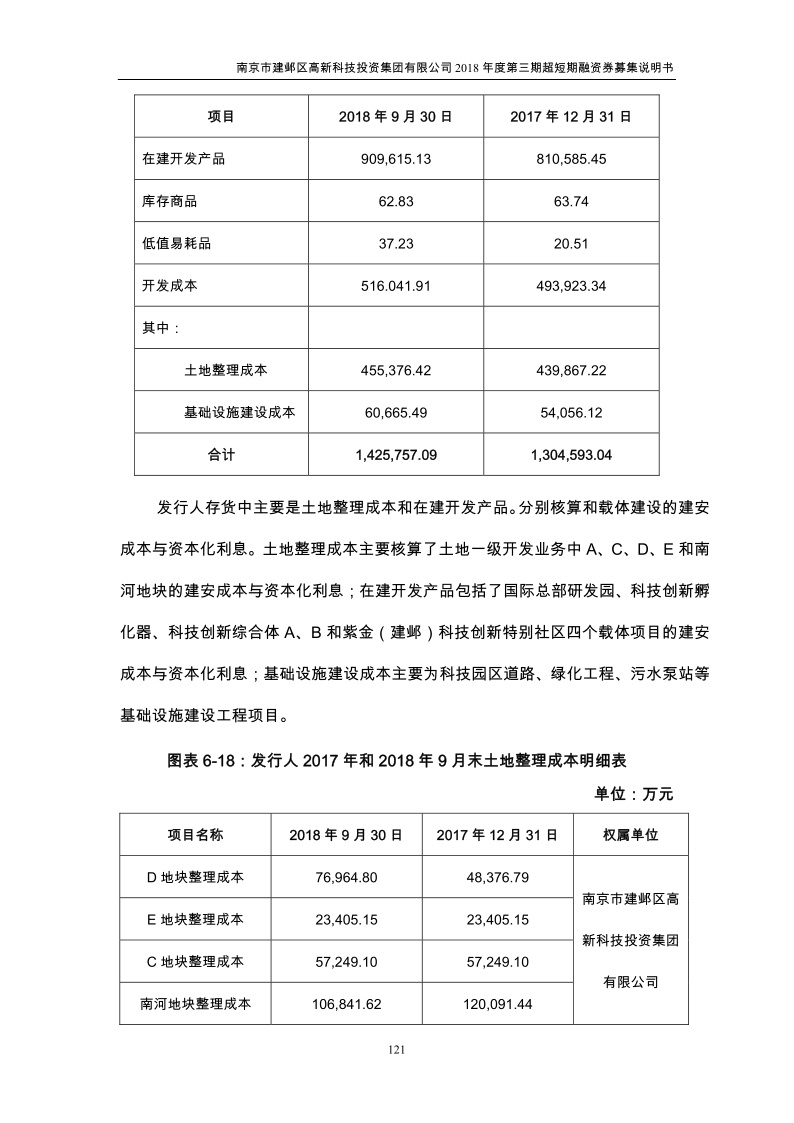 南京市建邺区高新科技投资集团有限公司 2018 年度第三期超短期融资券募集说明书
项目 2018 年 9 月 30 日 2017 年 12 月 31 日
在建开发产品 909,615.13 810,585.45
库存商品 62.83 63.74
低值易耗品 37.23 20.51
开发成本 516.041.91 493,923.34
其中：
土地整理成本 455,376.42 439,867.22
基础设施建设成本 60,665.49 54,056.12
合计 1,425,757.09 1,304,593.04
发行人存货中主要是土地整理成本和在建开发产品。分别核算和载体建设的建安
成本与资本化利息。土地整理成本主要核算了土地一级开发业务中 A、C、D、E 和南
河地块的建安成本与资本化利息；在建开发产品包括了国际总部研发园、科技创新孵
化器、科技创新综合体 A、B 和紫金（建邺）科技创新特别社区四个载体项目的建安
成本与资本化利息；基础设施建设成本主要为科技园区道路、绿化工程、污水泵站等
基础设施建设工程项目。
图表 6-18：发行人 2017 年和 2018 年 9 月末土地整理成本明细表
单位：万元
项目名称 2018 年 9 月 30 日 2017 年 12 月 31 日 权属单位
D 地块整理成本 76,964.80 48,376.79
E 地块整理成本 23,405.15 23,405.15
C 地块整理成本 57,249.10 57,249.10
南河地块整理成本 106,841.62 120,091.44
南京市建邺区高
新科技投资集团
有限公司
121